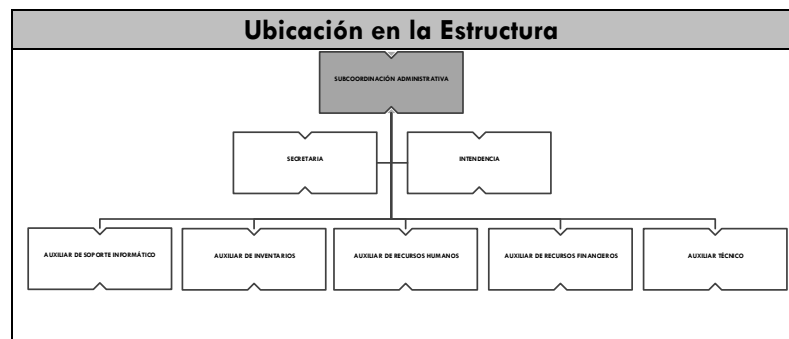 Ubicación en la Estructura
SUBCOORDINACIÓN ADMINISTRATIVA
SECRETARIA
INTENDENCIA
AUXILIAR DE SOPORTE INFORMÁTICO
AUXILIAR DE INVENTARIOS
AUXILIAR DE RECURSOS HUMANOS
AUXILIAR DE RECURSOS FINANCIEROS
AUXILIAR TÉCNICO